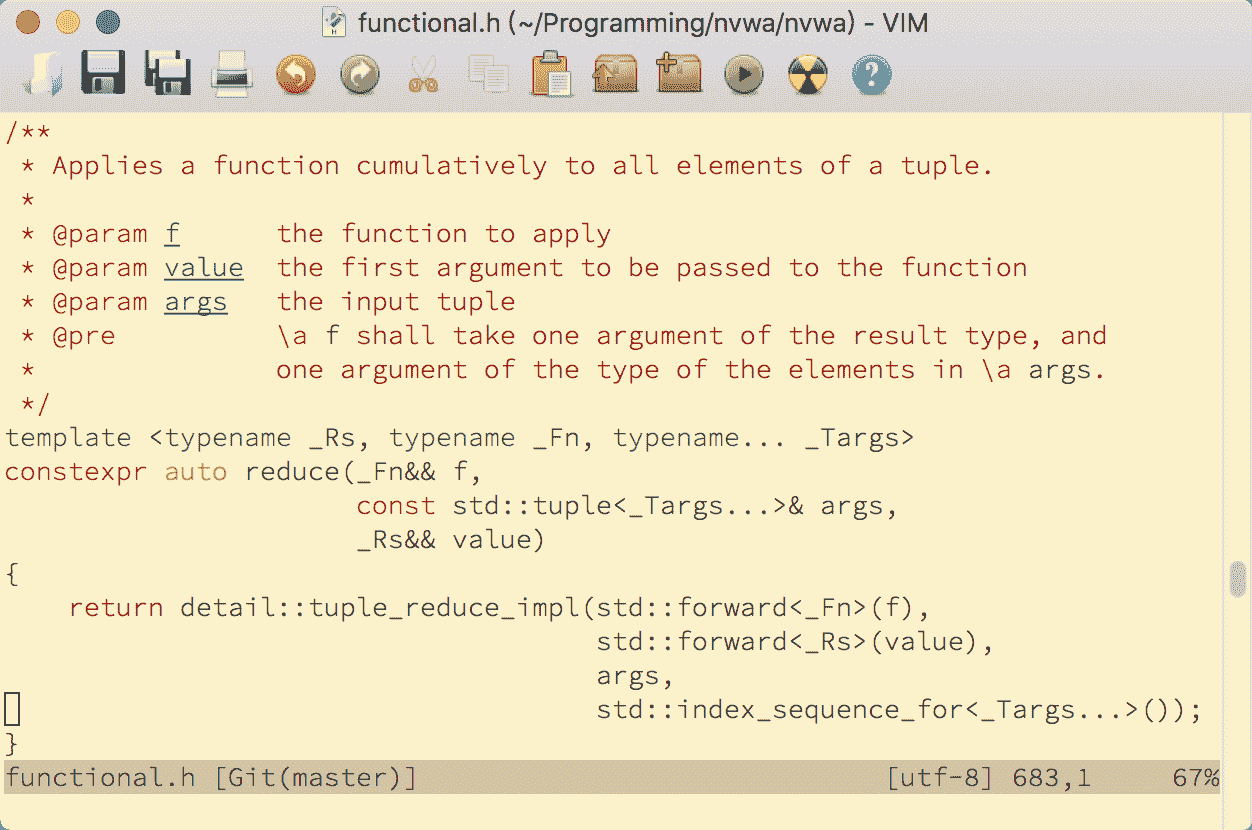 functional.h (~/Programming/nvwa/nvwa) - VIM
/**
 * Applies a function cumulatively to all elements of a tuple.
 *
 * @param f      the function to apply
 * @param value  the first argument to be passed to the function
 * @param args   the input tuple
 * @pre          \a f shall take one argument of the result type, and
 *               one argument of the type of the elements in \a args.
 */
template <typename _Rs, typename _Fn, typename... _Targs>
constexpr auto reduce(_Fn&& f,
                      const std::tuple<_Targs...>& args,
                      _Rs&& value)
{
    return detail::tuple_reduce_impl(std::forward<_Fn>(f),
                                     std::forward<_Rs>(value),
                                     args,
                                     std::index_sequence_for<_Targs...>());
}
functional.h [Git(master)]                              [utf-8] 683,1     67%